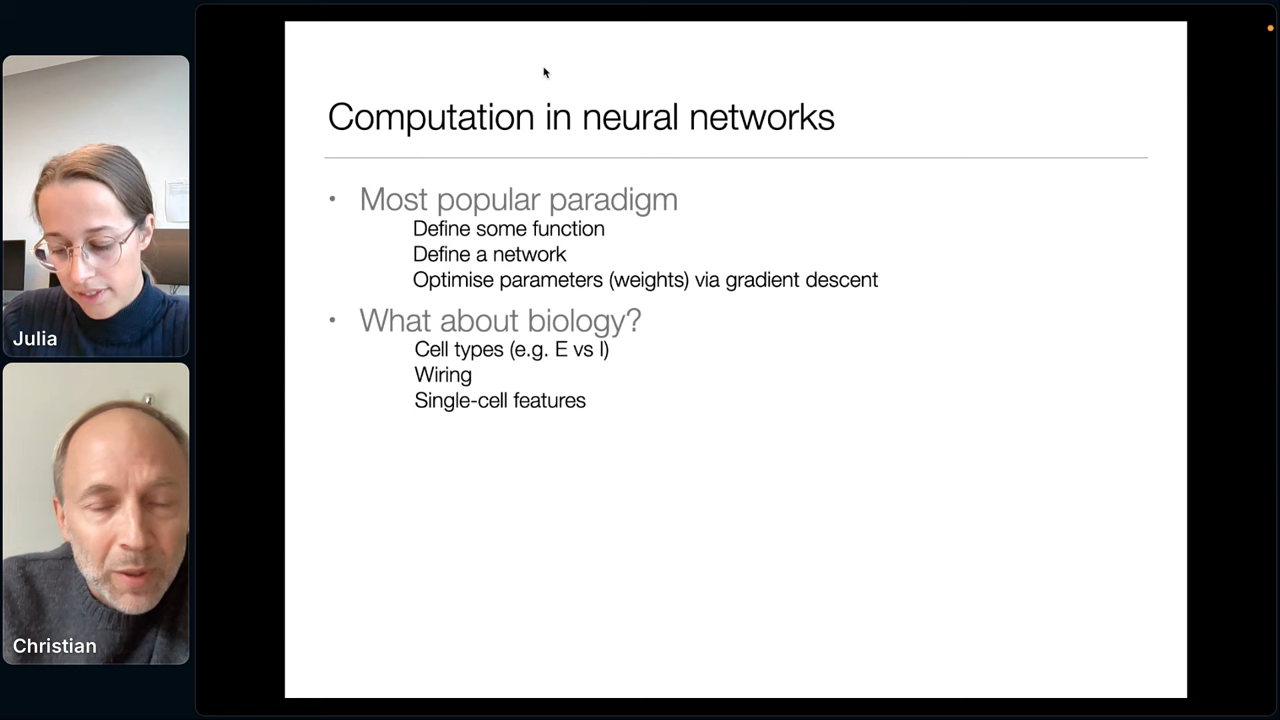 Computation in neural networks
• Most popular paradigm
Define some function
Define a network
Optimise parameters (weights) via gradient descent
• What about biology?
Cell types (e.g. E vs I)
Wiring
Single-cell features
Julia
Christian